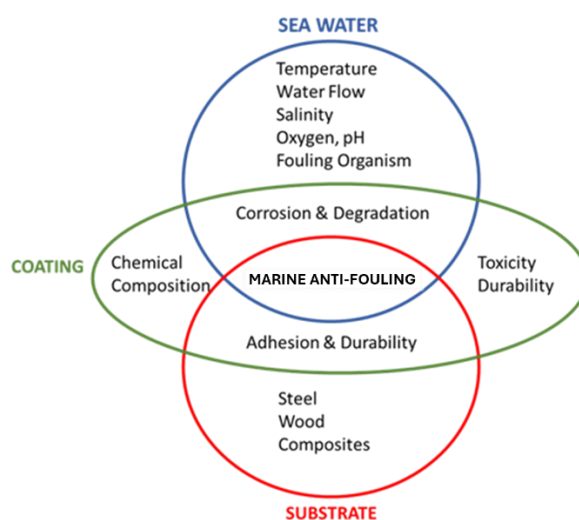 SEA WATER
Temperature
Water Flow
Salinity
Oxygen, pH
Fouling Organism
Corrosion & Degradation
COATING
Chemical
Composition
MARINE ANTI-FOULING
Toxicity
Durability
Adhesion & Durability
Steel
Wood
Composites
SUBSTRATE